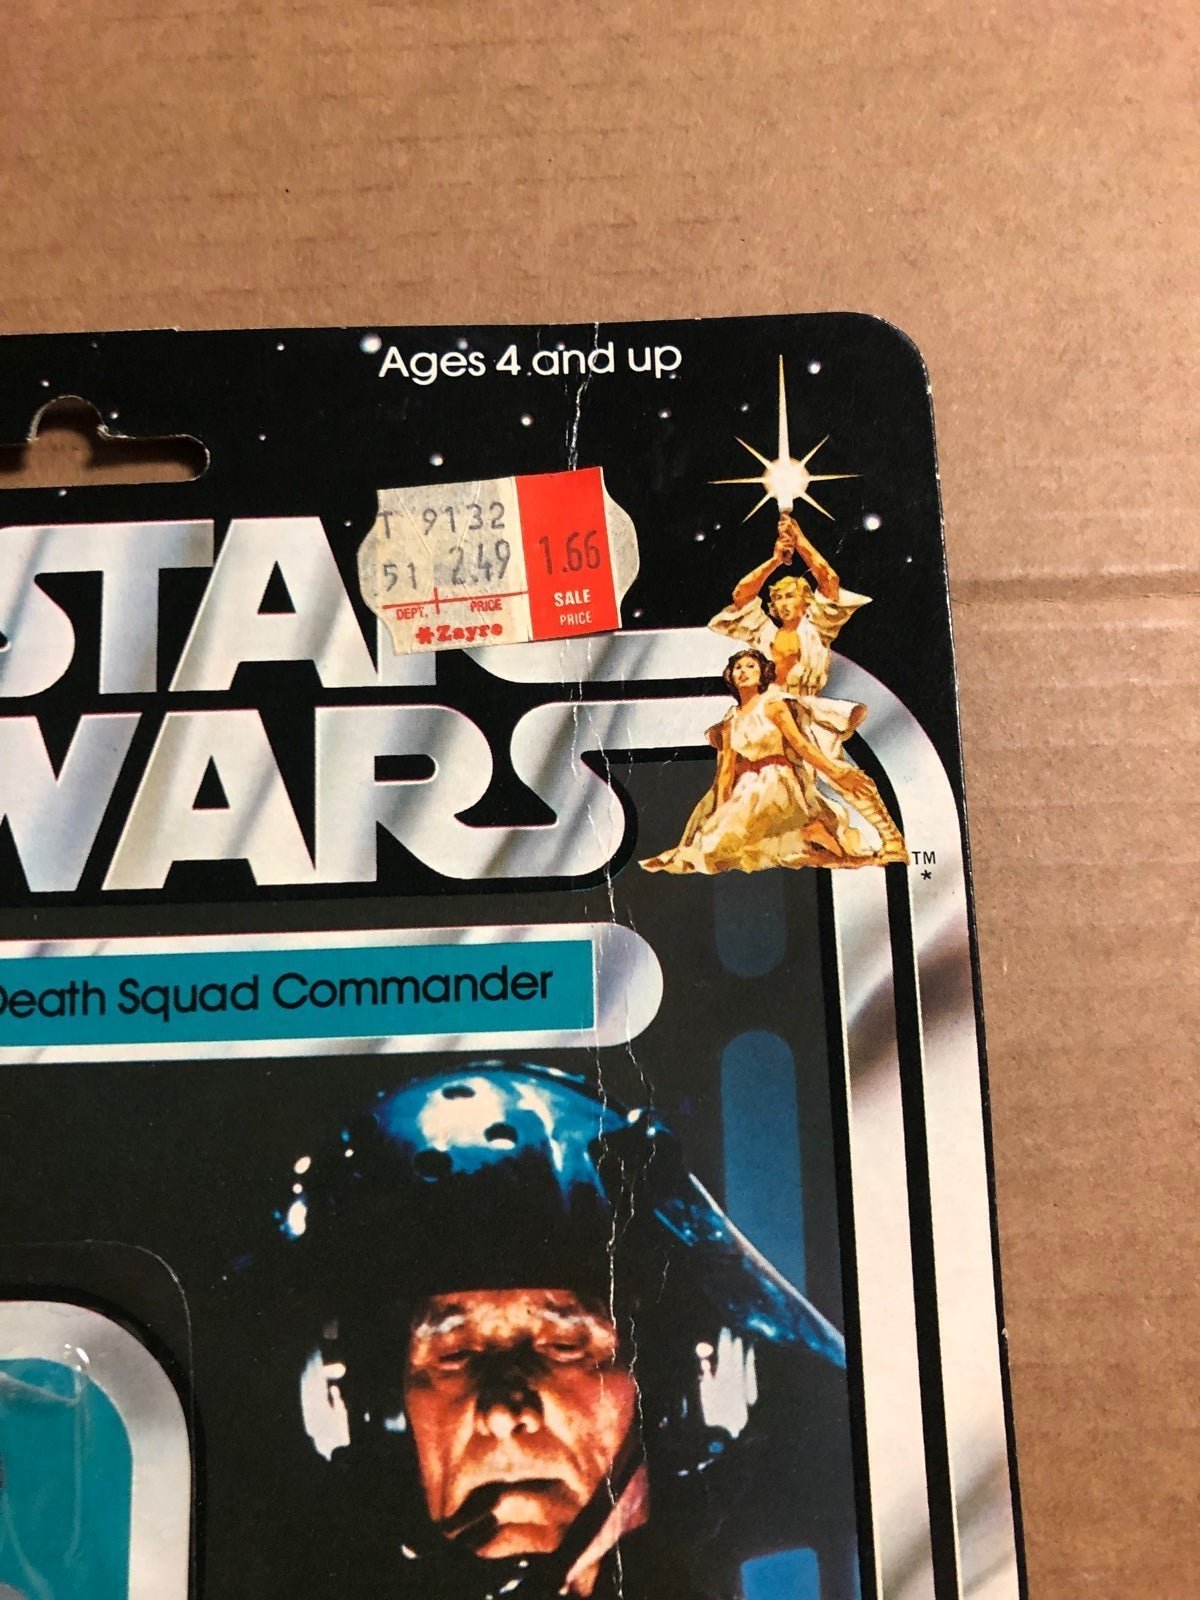 Ages 4 and up
T 9132
51 2.49
DEPT. PRICE
Zayre
1.66
SALE
PRICE
STAR
WARS
TM
*
Death Squad Commander